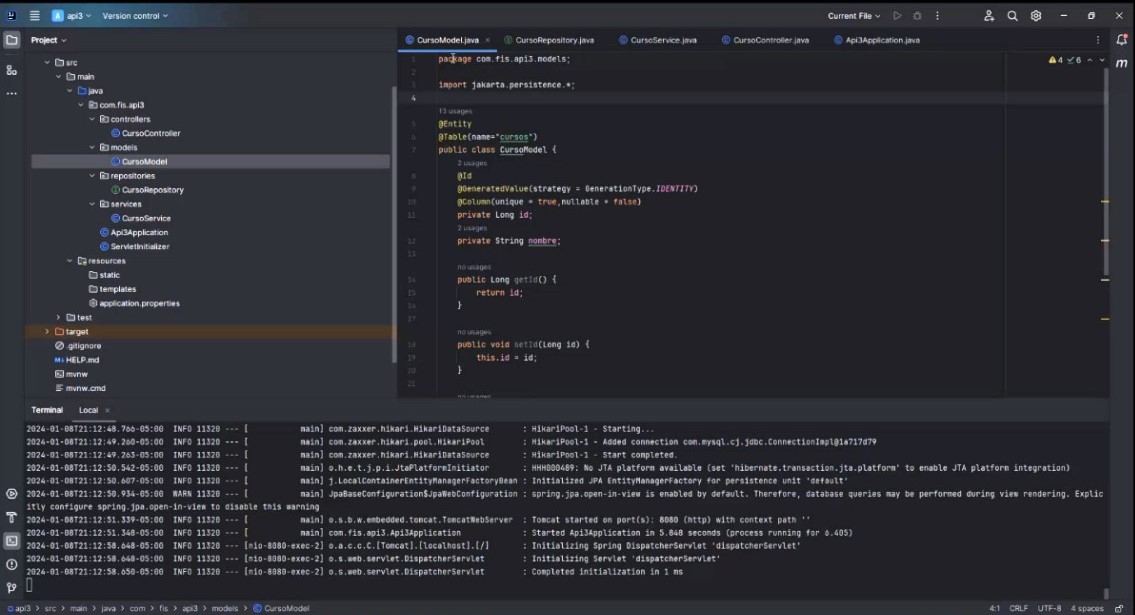 api3
Version control
Current File
Project
src
main
java
com.fis.api3
controllers
CursoController
models
CursoModel
repositories
CursoRepository
services
CursoService
Api3Application
ServletInitializer
resources
static
templates
application.properties
test
target
.gitignore
HELP.md
mvnw
mvnw.cmd
CursoModel.java
CursoRepository.java
CursoService.java
CursoController.java
Api3Application.java
4
6
1 package com.fis.api3.models;
2
3 import jakarta.persistence.*;
4
13 usages
5 @Entity
6 @Table(name="cursos")
7 public class CursoModel {
2 usages
8 @Id
9 @GeneratedValue(strategy = GenerationType.IDENTITY)
10 @Column(unique = true,nullable = false)
11 private Long id;
2 usages
12 private String nombre;
13
no usages
14 public Long getId() {
15 return id;
16 }
17
no usages
18 public void setId(Long id) {
19 this.id = id;
20 }
21
no usages
Terminal
Local
2024-01-08T21:12:48.766-05:00 INFO 11320 --- [ main] com.zaxxer.hikari.HikariDataSource : HikariPool-1 - Starting...
2024-01-08T21:12:49.260-05:00 INFO 11320 --- [ main] com.zaxxer.hikari.pool.HikariPool : HikariPool-1 - Added connection com.mysql.cj.jdbc.ConnectionImpl@1a717d79
2024-01-08T21:12:49.263-05:00 INFO 11320 --- [ main] com.zaxxer.hikari.HikariDataSource : HikariPool-1 - Start completed.
2024-01-08T21:12:50.542-05:00 INFO 11320 --- [ main] o.h.e.t.j.p.i.JtaPlatformInitiator : HHH000489: No JTA platform available (set 'hibernate.transaction.jta.platform' to enable JTA platform integration)
2024-01-08T21:12:50.607-05:00 INFO 11320 --- [ main] j.LocalContainerEntityManagerFactoryBean : Initialized JPA EntityManagerFactory for persistence unit 'default'
2024-01-08T21:12:50.934-05:00 WARN 11320 --- [ main] JpaBaseConfiguration$JpaWebConfiguration : spring.jpa.open-in-view is enabled by default. Therefore, database queries may be performed during view rendering. Explic
itly configure spring.jpa.open-in-view to disable this warning
2024-01-08T21:12:51.339-05:00 INFO 11320 --- [ main] o.s.b.w.embedded.tomcat.TomcatWebServer : Tomcat started on port(s): 8080 (http) with context path ''
2024-01-08T21:12:51.348-05:00 INFO 11320 --- [ main] com.fis.api3.Api3Application : Started Api3Application in 5.848 seconds (process running for 6.405)
2024-01-08T21:12:58.648-05:00 INFO 11320 --- [nio-8080-exec-2] o.a.c.c.C.[Tomcat].[localhost].[/] : Initializing Spring DispatcherServlet 'dispatcherServlet'
2024-01-08T21:12:58.648-05:00 INFO 11320 --- [nio-8080-exec-2] o.s.web.servlet.DispatcherServlet : Initializing Servlet 'dispatcherServlet'
2024-01-08T21:12:58.650-05:00 INFO 11320 --- [nio-8080-exec-2] o.s.web.servlet.DispatcherServlet : Completed initialization in 1 ms
api3 > src > main > java > com > fis > api3 > models > CursoModel
4:1 CRLF UTF-8 4 spaces